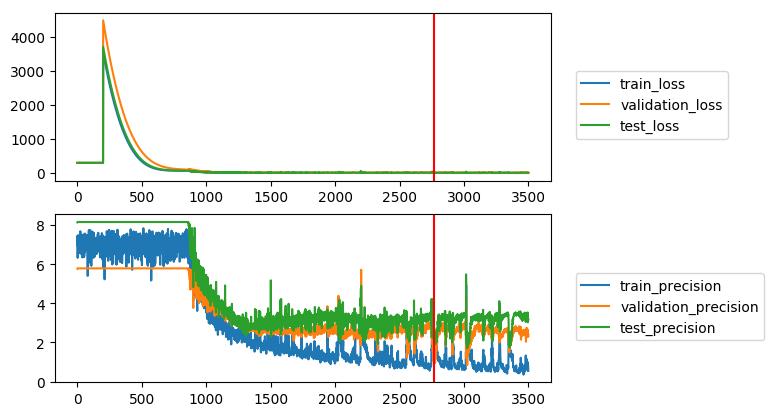 4000
3000
2000
1000
0
0 500 1000 1500 2000 2500 3000 3500
train_loss
validation_loss
test_loss
8
6
4
2
0
0 500 1000 1500 2000 2500 3000 3500
train_precision
validation_precision
test_precision